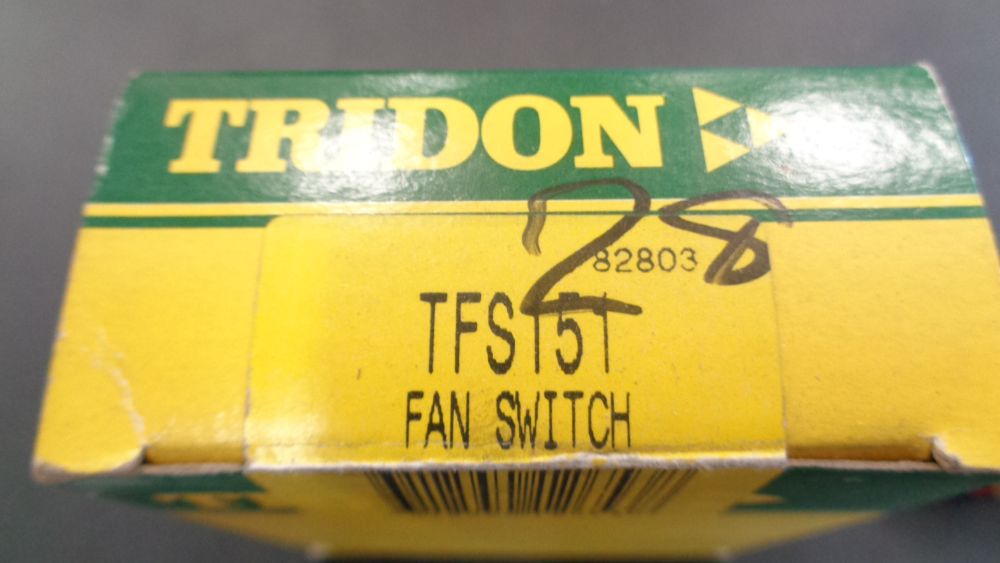 TRIDON
28
82803
TFS151
FAN SWITCH